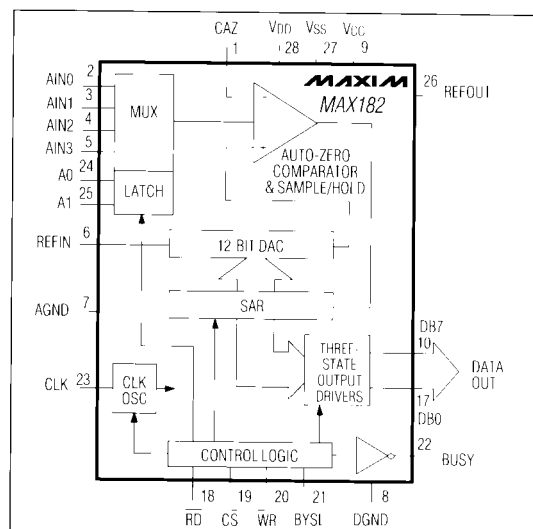 CAZ VDD VSS VCC
1 28 27 9
MAXIM
MAX182
AIN0 2
AIN1 3
AIN2 4
AIN3 5
A0 24
A1 25
REFIN 6
AGND 7
CLK 23
MUX
LATCH
AUTO-ZERO
COMPARATOR
& SAMPLE/HOLD
12 BIT DAC
SAR
CLK
OSC
THREE-
STATE
OUTPUT
DRIVERS
CONTROL LOGIC
26
REFOUT
DB7
10
DATA
OUT
17
DB0
22
BUSY
18 19 20 21 8
RD CS WR BYSL DGND